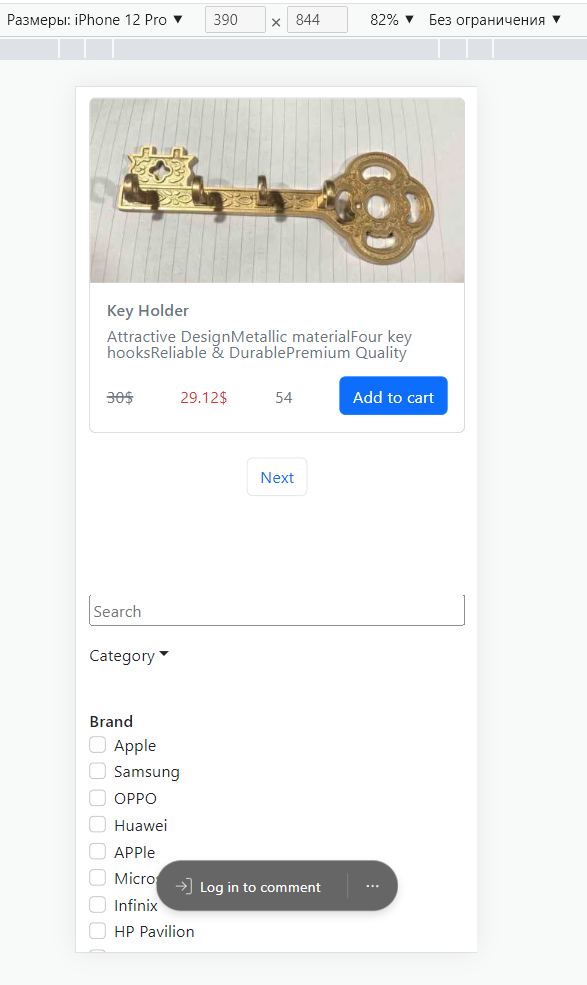 Размеры: iPhone 12 Pro ▼ 390 × 844 82% ▼ Без ограничения ▼
Key Holder
Attractive DesignMetallic materialFour key
hooksReliable & DurablePremium Quality
30$ 29.12$ 54 Add to cart
Next
Search
Category
Brand
Apple
Samsung
OPPO
Huawei
APPle
Log in to comment ...
Infinix
HP Pavilion